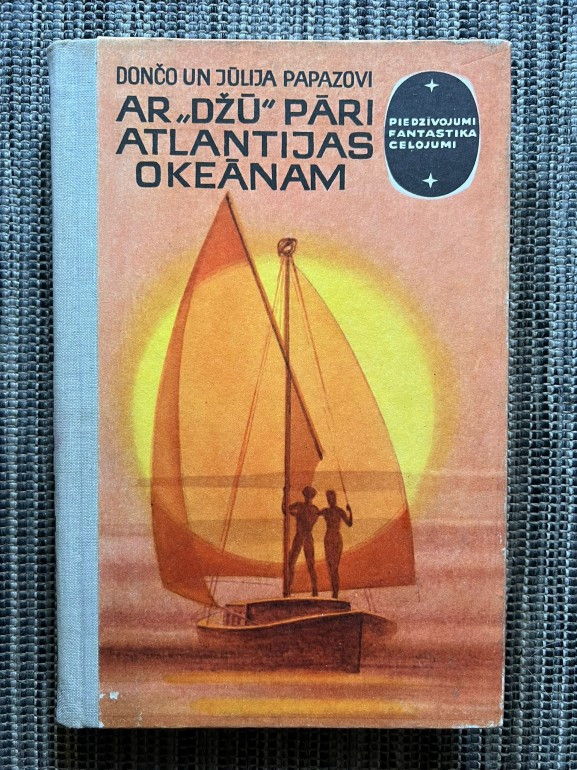 DONČO UN JŪLIJA PAPAZOVI
AR „DŽŪ“ PĀRI
ATLANTIJAS
OKEĀNAM
PIEDZĪVOJUMI
FANTASTIKA
CEĻOJUMI